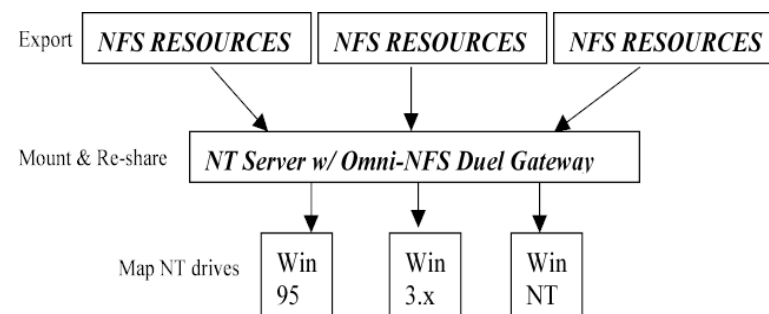 Export
NFS RESOURCES
NFS RESOURCES
NFS RESOURCES
Mount & Re-share
NT Server w/ Omni-NFS Duel Gateway
Map NT drives
Win
95
Win
3.x
Win
NT